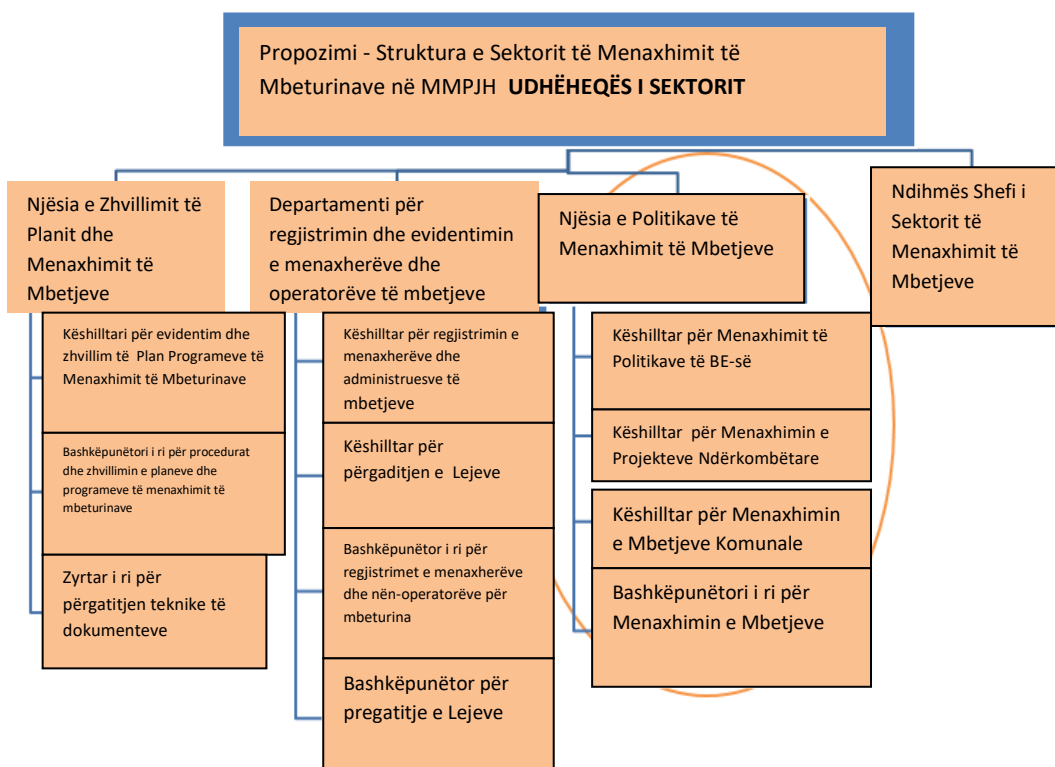 Propozimi - Struktura e Sektorit të Menaxhimit të
Mbeturinave në MMPJH UDHËHEQËS I SEKTORIT
Njësia e Zhvillimit të
Planit dhe
Menaxhimit të
Mbetjeve
Këshilltari për evidentim dhe
zhvillim të Plan Programeve të
Menaxhimit të Mbeturinave
Bashkëpunëtori i ri për procedurat
dhe zhvillimin e planeve dhe
programeve të menaxhimit të
mbeturinave
Zyrtar i ri për
përgatitjen teknike të
dokumenteve
Departamenti për
regjistrimin dhe evidentimin
e menaxherëve dhe
operatorëve të mbetjeve
Këshilltar për regjistrimin e
menaxherëve dhe
administruesve të
mbetjeve
Këshilltar për
përgaditjen e Lejeve
Bashkëpunëtor i ri për
regjistrimet e menaxherëve
dhe nën-operatorëve për
mbeturina
Bashkëpunëtor për
pregatitje e Lejeve
Njësia e Politikave të
Menaxhimit të Mbetjeve
Këshilltar për Menaxhimit të
Politikave të BE-së
Këshilltar për Menaxhimin e
Projekteve Ndërkombëtare
Këshilltar për Menaxhimin
e Mbetjeve Komunale
Bashkëpunëtori i ri për
Menaxhimin e Mbetjeve
Ndihmës Shefi i
Sektorit të
Menaxhimit të
Mbetjeve